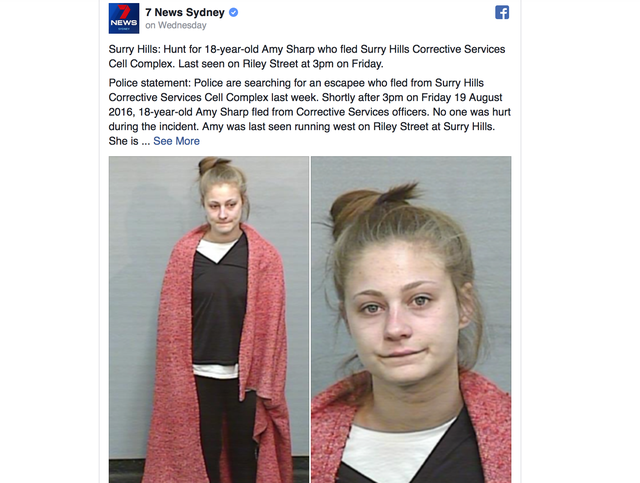 7 NEWS SYDNEY
7 News Sydney
on Wednesday
Surry Hills: Hunt for 18-year-old Amy Sharp who fled Surry Hills Corrective Services
Cell Complex. Last seen on Riley Street at 3pm on Friday.
Police statement: Police are searching for an escapee who fled from Surry Hills
Corrective Services Cell Complex last week. Shortly after 3pm on Friday 19 August
2016, 18-year-old Amy Sharp fled from Corrective Services officers. No one was hurt
during the incident. Amy was last seen running west on Riley Street at Surry Hills.
She is ... See More